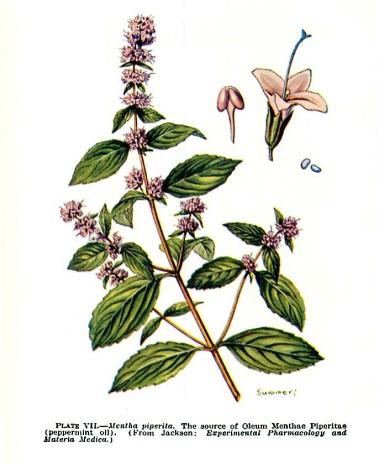 Summer;
PLATE VII.—Mentha piperita. The source of Oleum Menthae Piperitae
(peppermint oil). (From Jackson: Experimental Pharmacology and
Materia Medica.)